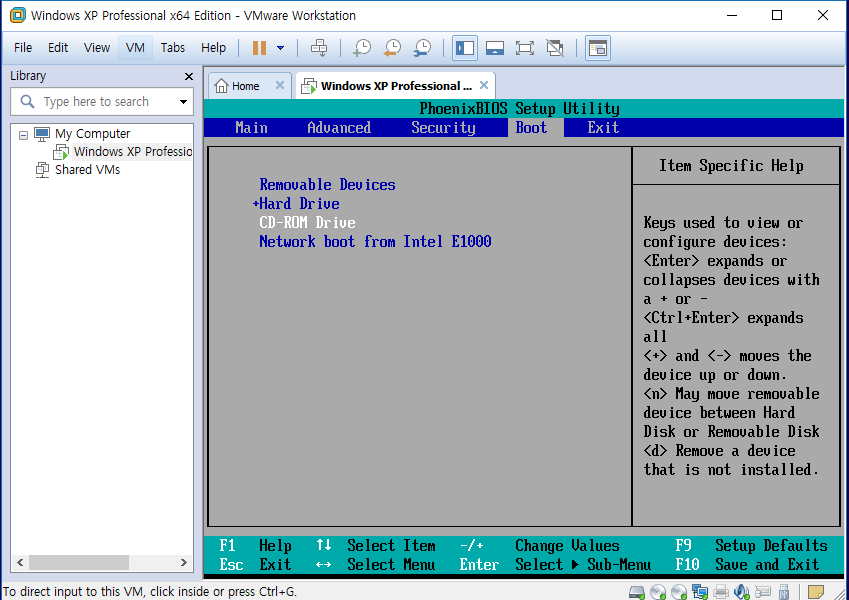 Windows XP Professional x64 Edition - VMware Workstation
File Edit View VM Tabs Help
Library
Type here to search
My Computer
Windows XP Professio
Shared VMs
Home
Windows XP Professional ...
PhoenixBIOS Setup Utility
Main Advanced Security Boot Exit
Removable Devices
+Hard Drive
CD-ROM Drive
Network boot from Intel E1000
Item Specific Help
Keys used to view or
configure devices:
<Enter> expands or
collapses devices with
a + or -
<Ctrl+Enter> expands
all
<+> and <-> moves the
device up or down.
<n> May move removable
device between Hard
Disk or Removable Disk
<d> Remove a device
that is not installed.
F1 Help ↑↓ Select Item -/+ Change Values F9 Setup Defaults
Esc Exit ↔ Select Menu Enter Select ▶ Sub-Menu F10 Save and Exit
To direct input to this VM, click inside or press Ctrl+G.